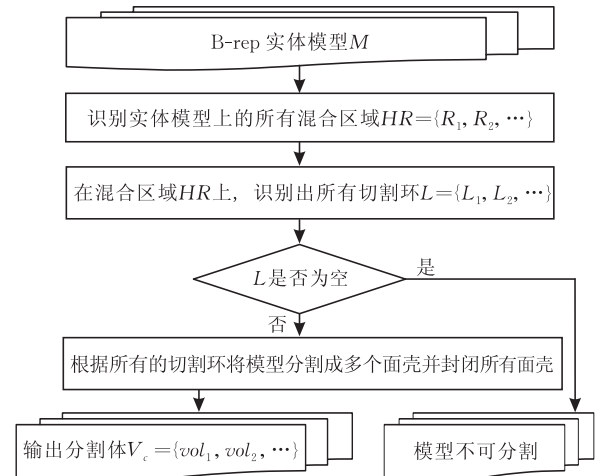 B-rep 实体模型M
识别实体模型上的所有混合区域HR={R₁, R₂, …}
在混合区域HR上，识别出所有切割环L={L₁, L₂, …}
L是否为空
是
否
根据所有的切割环将模型分割成多个面壳并封闭所有面壳
输出分割体V꜀={vol₁, vol₂, …}
模型不可分割